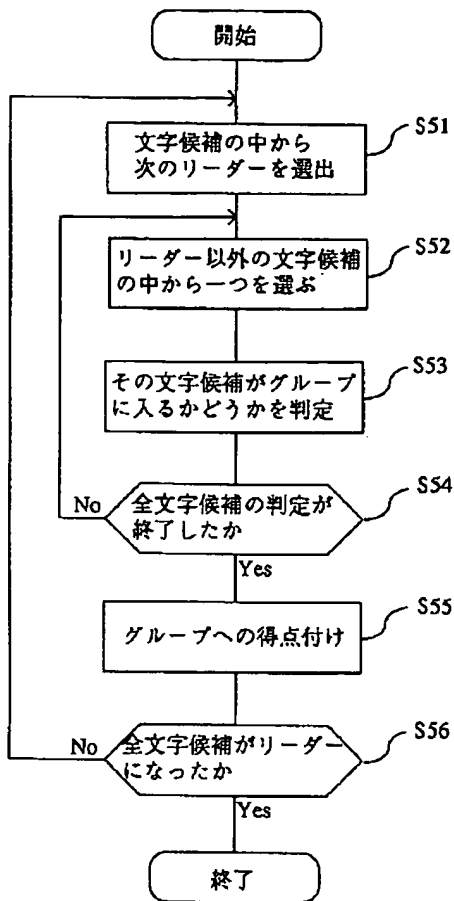 開始
文字候補の中から
次のリーダーを選出
S51
リーダー以外の文字候補
の中から一つを選ぶ
S52
その文字候補がグループ
に入るかどうかを判定
S53
全文字候補の判定が
終了したか
S54
No
Yes
グループへの得点付け
S55
全文字候補がリーダー
になったか
S56
No
Yes
終了